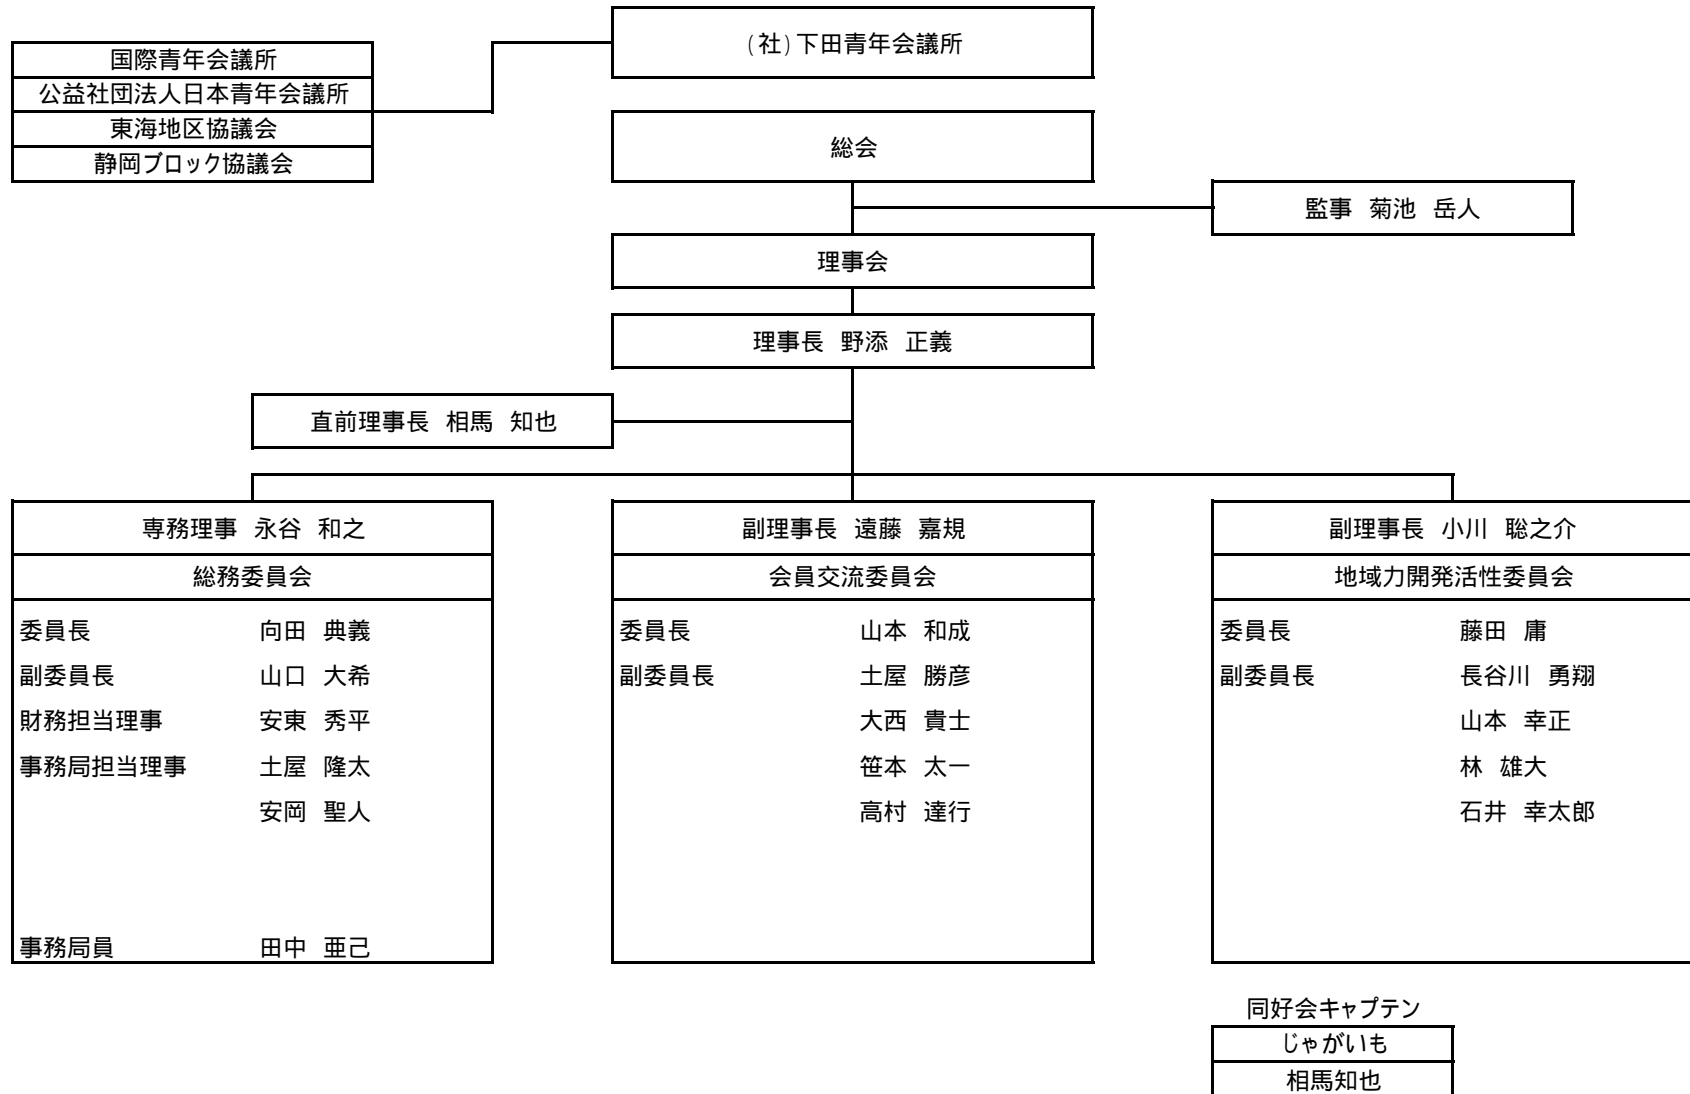 (社)下田青年会議所
国際青年会議所
公益社団法人日本青年会議所
東海地区協議会
静岡ブロック協議会
総会
監事 菊池 岳人
理事会
理事長 野添 正義
直前理事長 相馬 知也
専務理事 永谷 和之
総務委員会
委員長 向田 典義
副委員長 山口 大希
財務担当理事 安東 秀平
事務局担当理事 土屋 隆太
安岡 聖人
事務局員 田中 亜己
副理事長 遠藤 嘉規
会員交流委員会
委員長 山本 和成
副委員長 土屋 勝彦
大西 貴士
笹本 太一
高村 達行
副理事長 小川 聡之介
地域力開発活性委員会
委員長 藤田 庸
副委員長 長谷川 勇翔
山本 幸正
林 雄大
石井 幸太郎
同好会キャプテン
じゃがいも
相馬知也